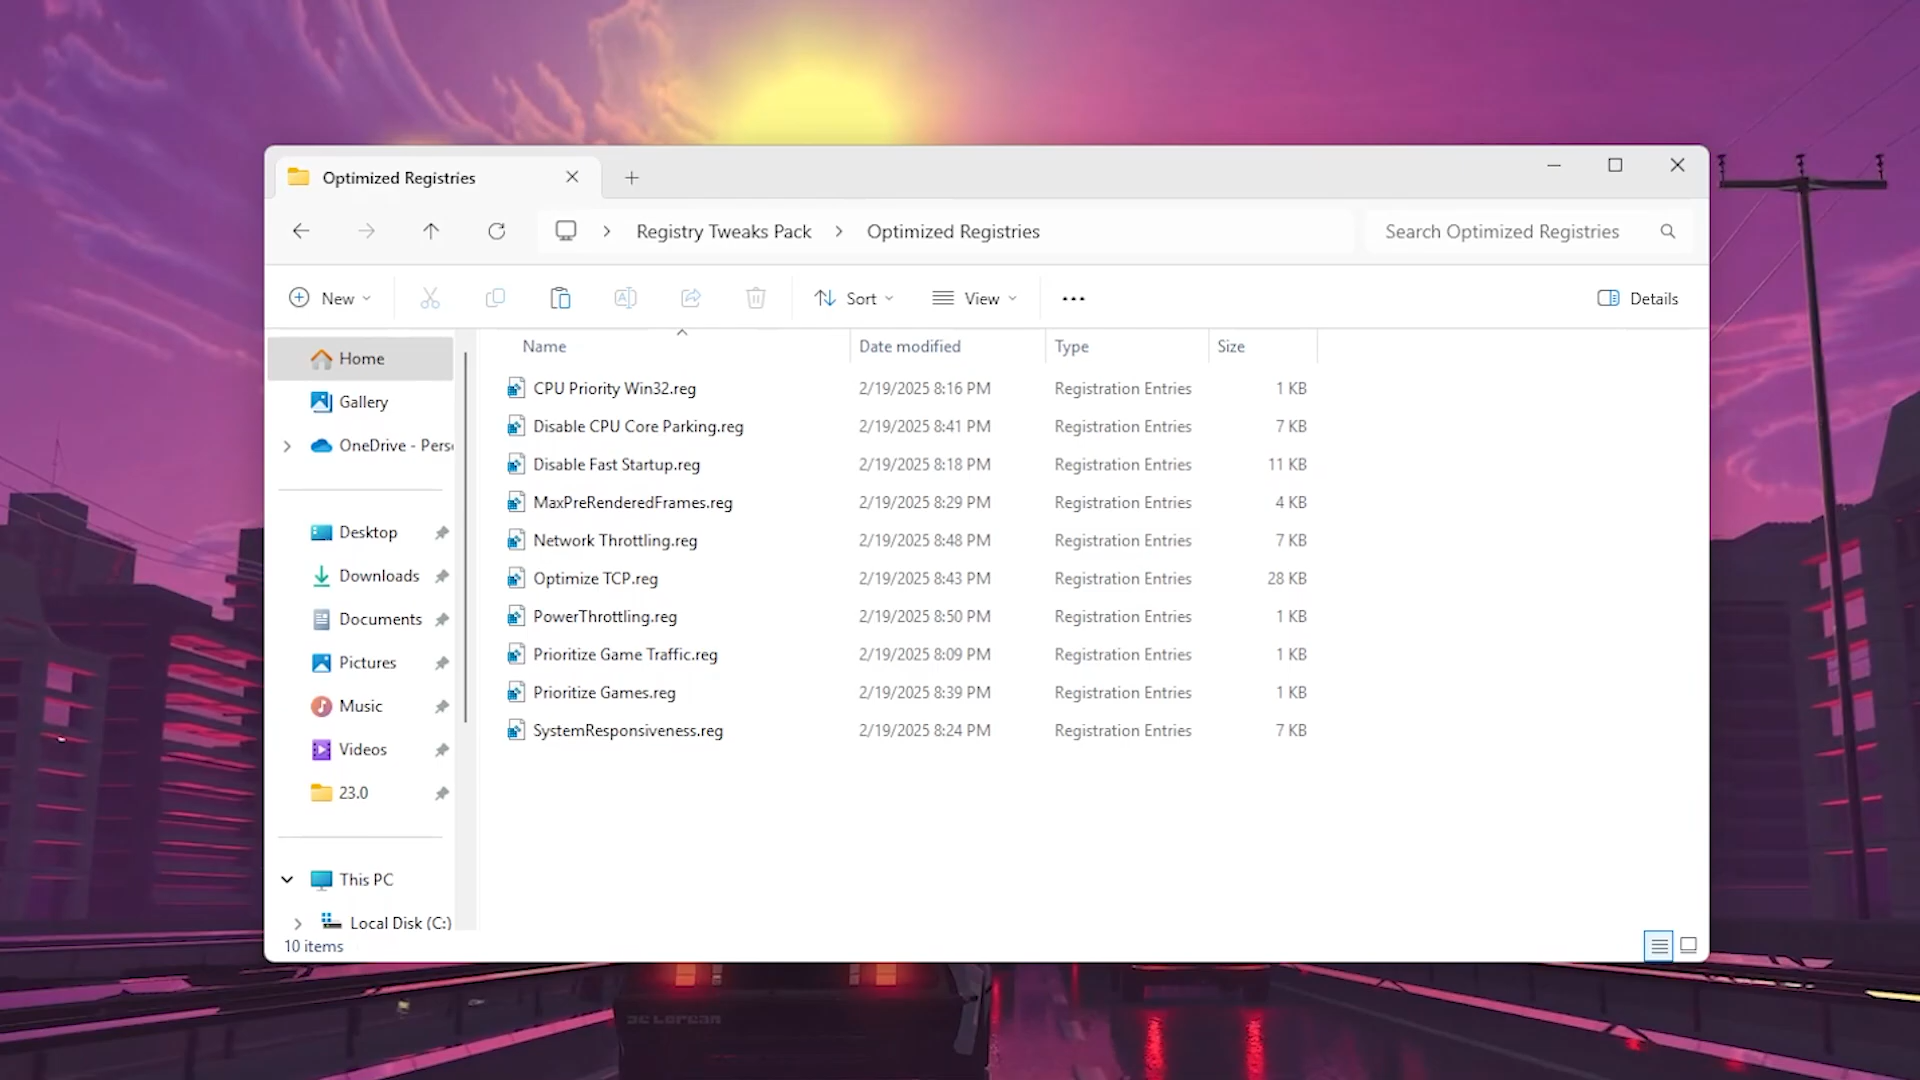 Optimized Registries
Registry Tweaks Pack > Optimized Registries
Search Optimized Registries
New
Sort
View
Details
Home
Gallery
OneDrive - Pers
Desktop
Downloads
Documents
Pictures
Music
Videos
23.0
This PC
Local Disk (C:)
Name Date modified Type Size
CPU Priority Win32.reg 2/19/2025 8:16 PM Registration Entries 1 KB
Disable CPU Core Parking.reg 2/19/2025 8:41 PM Registration Entries 7 KB
Disable Fast Startup.reg 2/19/2025 8:18 PM Registration Entries 11 KB
MaxPreRenderedFrames.reg 2/19/2025 8:29 PM Registration Entries 4 KB
Network Throttling.reg 2/19/2025 8:48 PM Registration Entries 7 KB
Optimize TCP.reg 2/19/2025 8:43 PM Registration Entries 28 KB
PowerThrottling.reg 2/19/2025 8:50 PM Registration Entries 1 KB
Prioritize Game Traffic.reg 2/19/2025 8:09 PM Registration Entries 1 KB
Prioritize Games.reg 2/19/2025 8:39 PM Registration Entries 1 KB
SystemResponsiveness.reg 2/19/2025 8:24 PM Registration Entries 7 KB
10 items